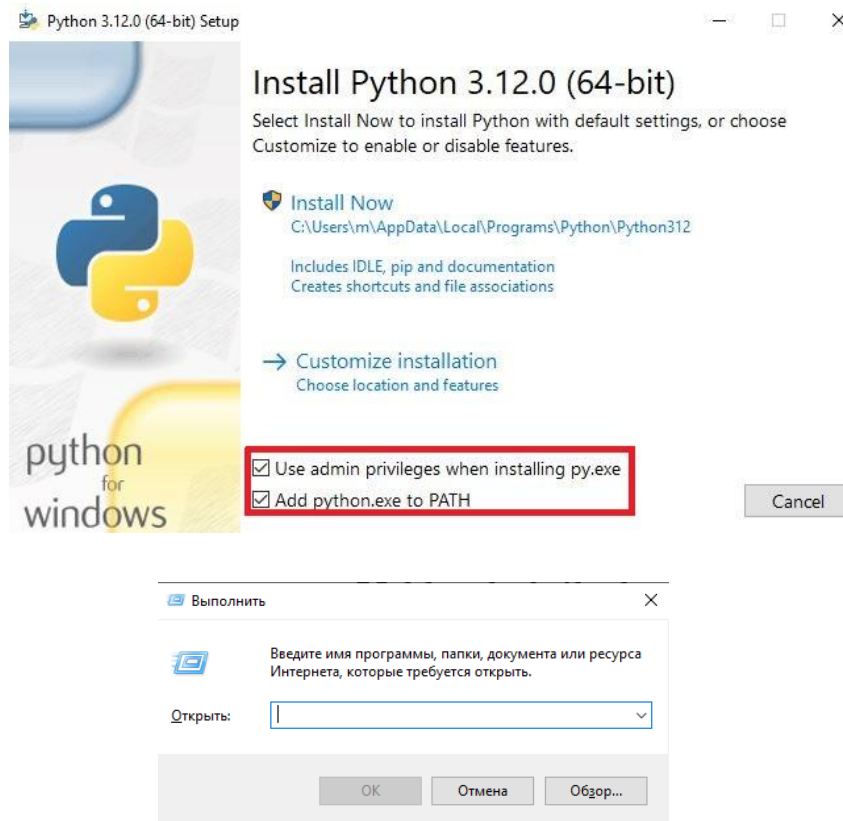 Python 3.12.0 (64-bit) Setup
Install Python 3.12.0 (64-bit)
Select Install Now to install Python with default settings, or choose
Customize to enable or disable features.
Install Now
C:\Users\m\AppData\Local\Programs\Python\Python312
Includes IDLE, pip and documentation
Creates shortcuts and file associations
Customize installation
Choose location and features
python
for
windows
Use admin privileges when installing py.exe
Add python.exe to PATH
Cancel
Выполнить
Введите имя программы, папки, документа или ресурса
Интернета, которые требуется открыть.
Открыть:
ОК
Отмена
Обзор...